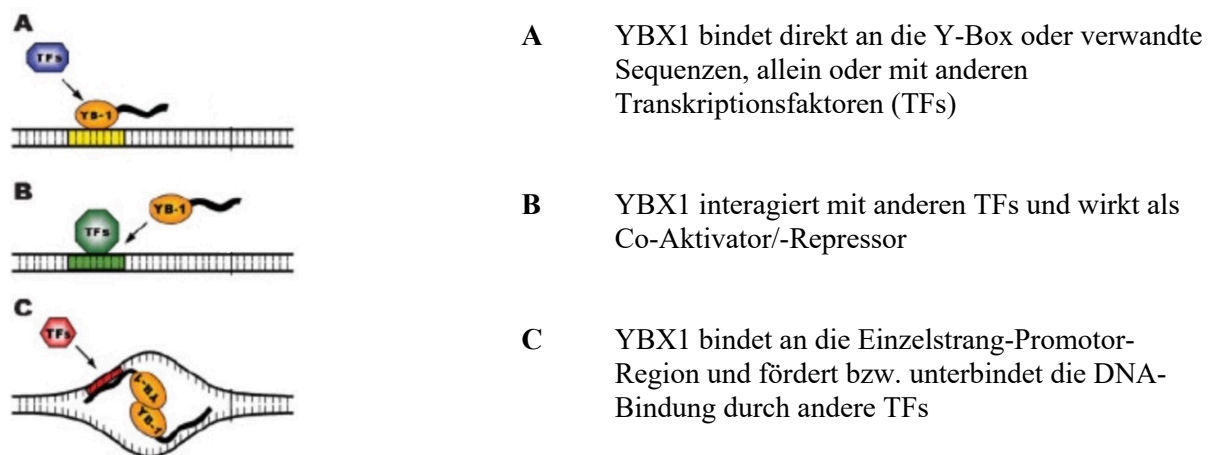 A
TFs
YB-1
A YBX1 bindet direkt an die Y-Box oder verwandte
Sequenzen, allein oder mit anderen
Transkriptionsfaktoren (TFs)
B
YB-1
TFs
B YBX1 interagiert mit anderen TFs und wirkt als
Co-Aktivator/-Repressor
C
TFs
YB-1
YB-1
C YBX1 bindet an die Einzelstrang-Promotor-
Region und fördert bzw. unterbindet die DNA-
Bindung durch andere TFs